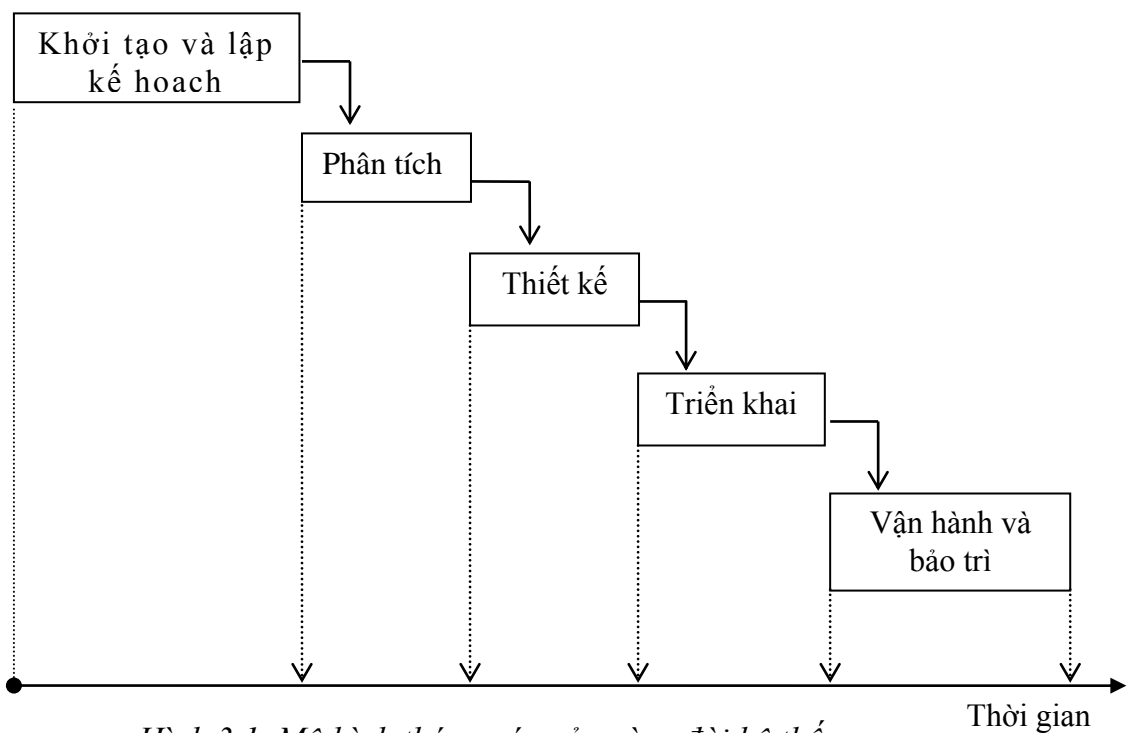 Khởi tạo và lập
kế hoach
Phân tích
Thiết kế
Triển khai
Vận hành và
bảo trì
Thời gian